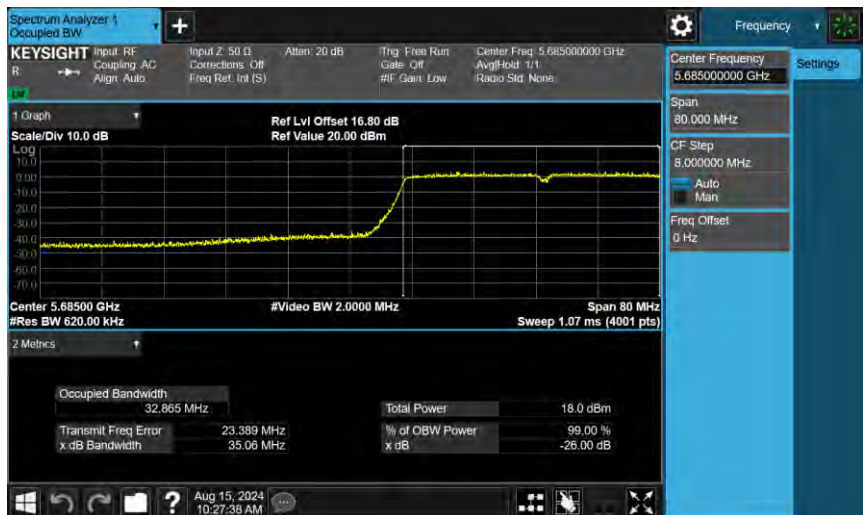 Spectrum Analyzer 1
Occupied BW
+
Frequency
KEYSIGHT
R
Input: RF
Coupling: AC
Align: Auto
Input Z: 50 Ω
Corrections: Off
Freq Ref: Int (S)
Atten: 20 dB
Trig: Free Run
Gate: Off
#IF Gain: Low
Center Freq: 5.685000000 GHz
Avg|Hold: 1/1
Radio Std: None
Center Frequency
5.685000000 GHz
Settings
Span
80.000 MHz
CF Step
8.000000 MHz
Auto
Man
Freq Offset
0 Hz
1 Graph
Scale/Div 10.0 dB
Ref Lvl Offset 16.80 dB
Ref Value 20.00 dBm
Log
10.0
0.00
-10.0
-20.0
-30.0
-40.0
-50.0
-60.0
-70.0
Center 5.68500 GHz
#Res BW 620.00 kHz
#Video BW 2.0000 MHz
Span 80 MHz
Sweep 1.07 ms (4001 pts)
2 Metrics
Occupied Bandwidth
32.865 MHz
Transmit Freq Error 23.389 MHz
x dB Bandwidth 35.06 MHz
Total Power 18.0 dBm
% of OBW Power 99.00 %
x dB -26.00 dB
?
Aug 15, 2024
10:27:38 AM